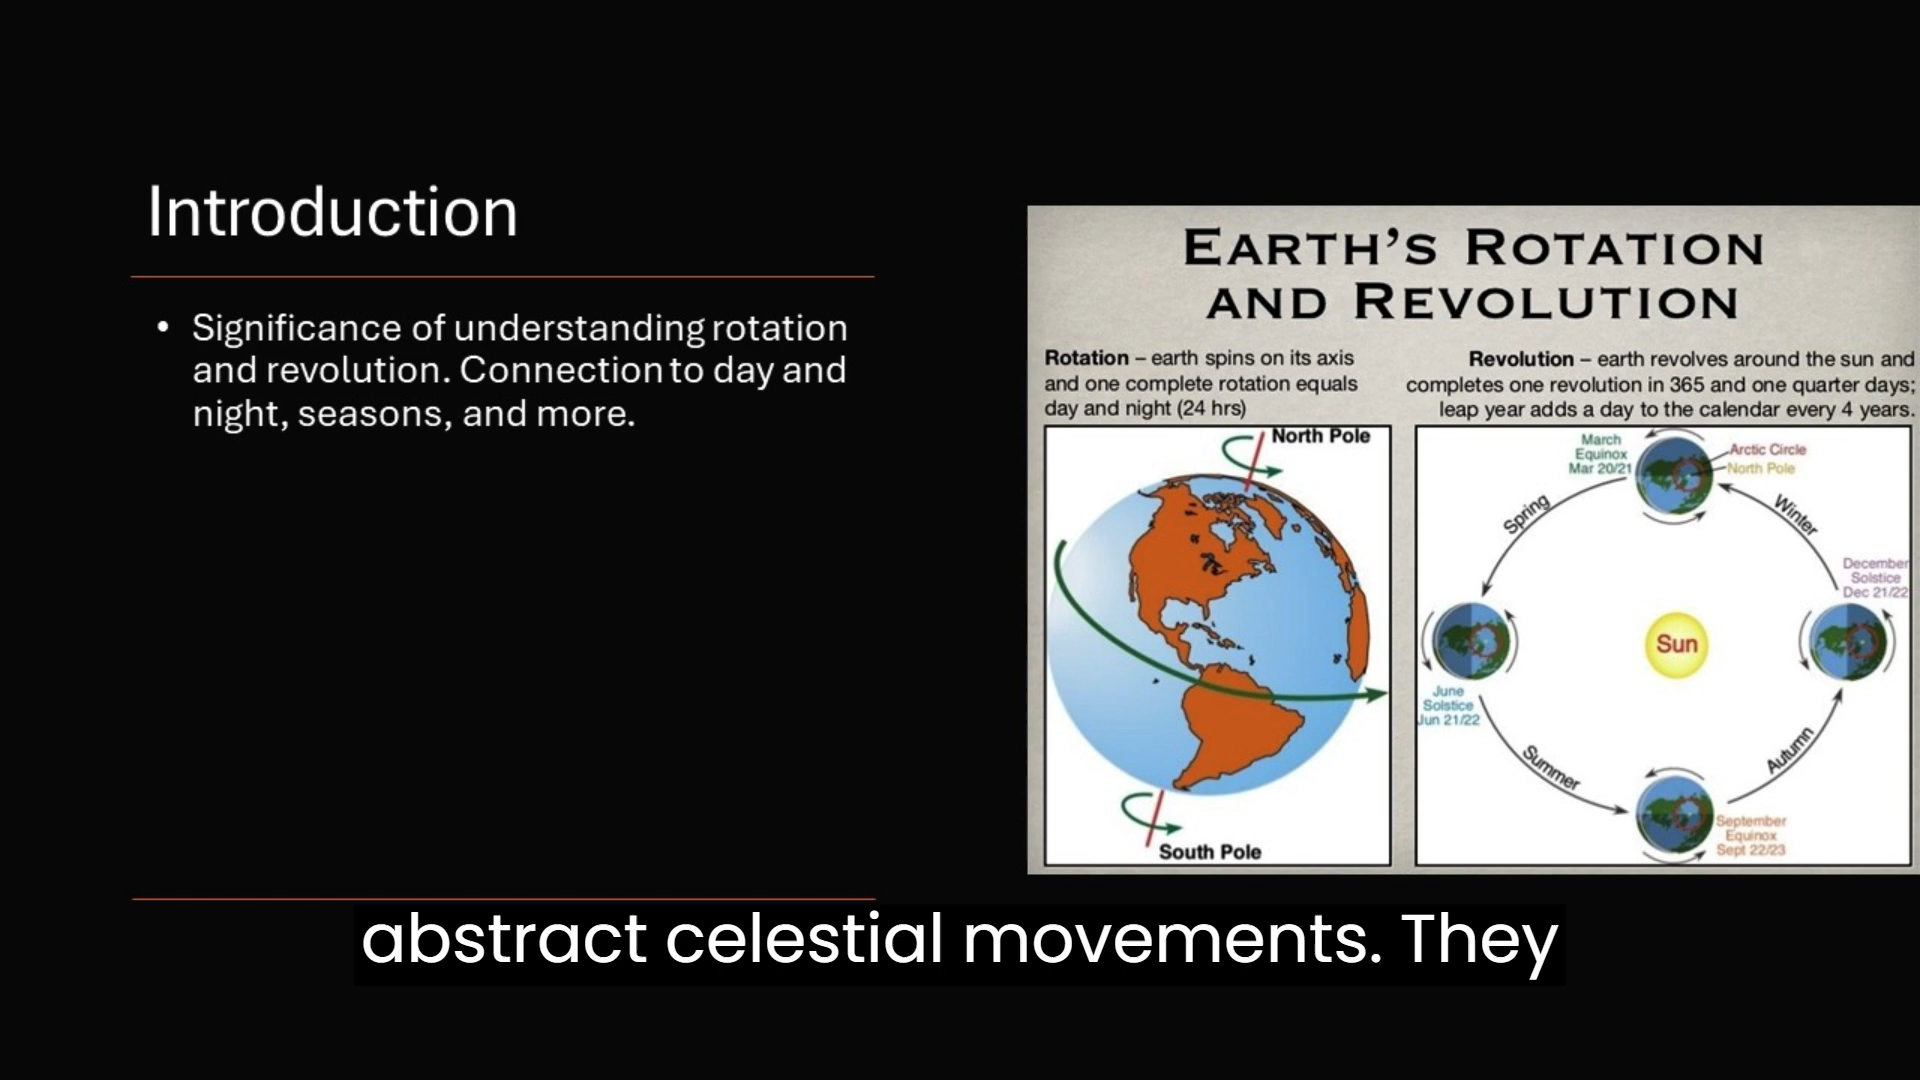 Introduction
• Significance of understanding rotation
and revolution. Connection to day and
night, seasons, and more.
EARTH'S ROTATION
AND REVOLUTION
Rotation – earth spins on its axis
and one complete rotation equals
day and night (24 hrs)
Revolution – earth revolves around the sun and
completes one revolution in 365 and one quarter days;
leap year adds a day to the calendar every 4 years.
North Pole
South Pole
March
Equinox
Mar 20/21
Arctic Circle
North Pole
Spring
Winter
December
Solstice
Dec 21/22
Sun
June
Solstice
Jun 21/22
Summer
Autumn
September
Equinox
Sept 22/23
abstract celestial movements. They